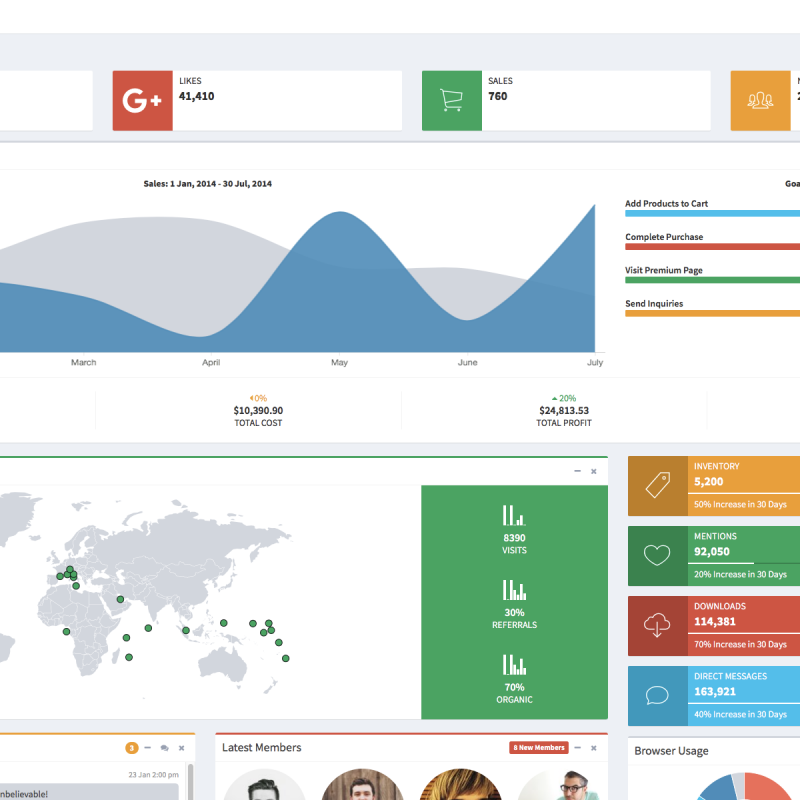 G+
LIKES
41,410
SALES
760
Sales: 1 Jan, 2014 - 30 Jul, 2014
Add Products to Cart
Complete Purchase
Visit Premium Page
Send Inquiries
March April May June July
0%
$10,390.90
TOTAL COST
20%
$24,813.53
TOTAL PROFIT
8390
VISITS
30%
REFERRALS
70%
ORGANIC
INVENTORY
5,200
50% Increase in 30 Days
MENTIONS
92,050
20% Increase in 30 Days
DOWNLOADS
114,381
70% Increase in 30 Days
DIRECT MESSAGES
163,921
40% Increase in 30 Days
3
23 Jan 2:00 pm
Latest Members
8 New Members
Browser Usage